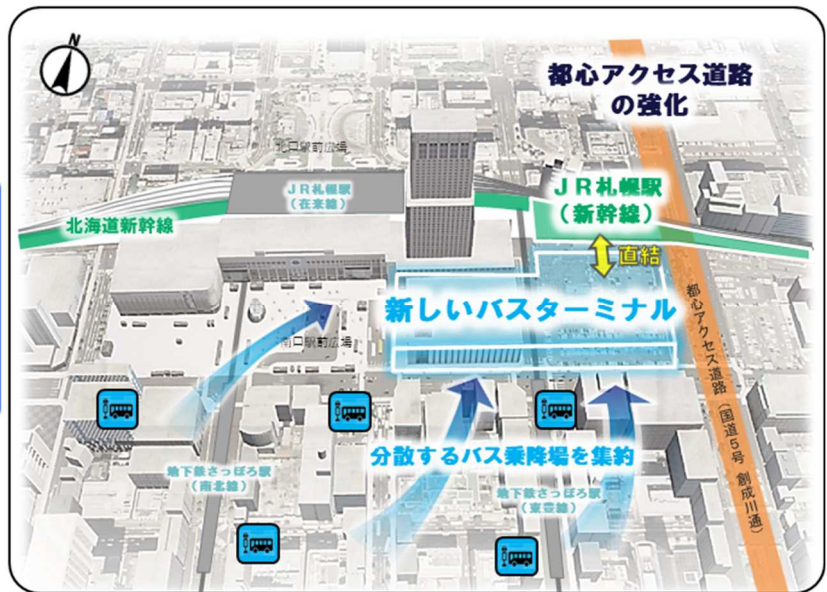 N
都心アクセス道路
の強化
北口駅前広場
JR札幌駅
(在来線)
JR札幌駅
(新幹線)
北海道新幹線
直結
新しいバスターミナル
南口駅前広場
都心アクセス道路(国道5号 創成川通)
分散するバス乗降場を集約
地下鉄さっぽろ駅
(南北線)
地下鉄さっぽろ駅
(東豊線)